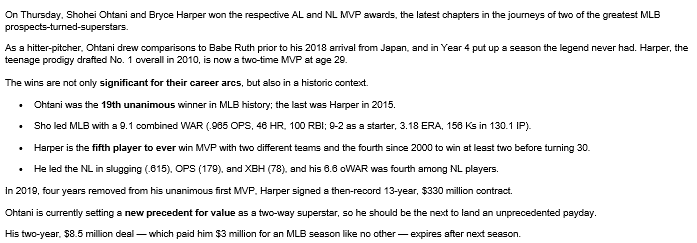 On Thursday, Shohei Ohtani and Bryce Harper won the respective AL and NL MVP awards, the latest chapters in the journeys of two of the greatest MLB
prospects-turned-superstars.
As a hitter-pitcher, Ohtani drew comparisons to Babe Ruth prior to his 2018 arrival from Japan, and in Year 4 put up a season the legend never had. Harper, the
teenage prodigy drafted No. 1 overall in 2010, is now a two-time MVP at age 29.
The wins are not only significant for their career arcs, but also in a historic context.
• Ohtani was the 19th unanimous winner in MLB history; the last was Harper in 2015.
• Sho led MLB with a 9.1 combined WAR (.965 OPS, 46 HR, 100 RBI; 9-2 as a starter, 3.18 ERA, 156 Ks in 130.1 IP).
• Harper is the fifth player to ever win MVP with two different teams and the fourth since 2000 to win at least two before turning 30.
• He led the NL in slugging (.615), OPS (179), and XBH (78), and his 6.6 oWAR was fourth among NL players.
In 2019, four years removed from his unanimous first MVP, Harper signed a then-record 13-year, $330 million contract.
Ohtani is currently setting a new precedent for value as a two-way superstar, so he should be the next to land an unprecedented payday.
His two-year, $8.5 million deal — which paid him $3 million for an MLB season like no other — expires after next season.